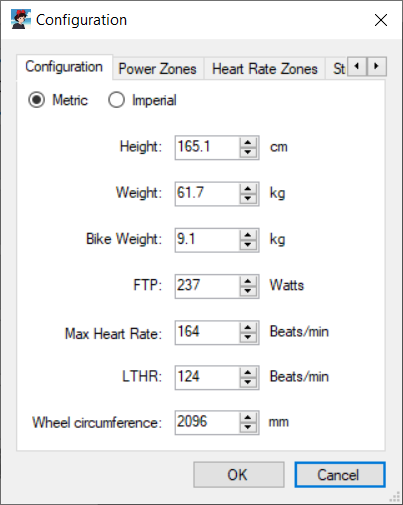 Configuration
Configuration Power Zones Heart Rate Zones St
Metric Imperial
Height: 165.1 cm
Weight: 61.7 kg
Bike Weight: 9.1 kg
FTP: 237 Watts
Max Heart Rate: 164 Beats/min
LTHR: 124 Beats/min
Wheel circumference: 2096 mm
OK Cancel